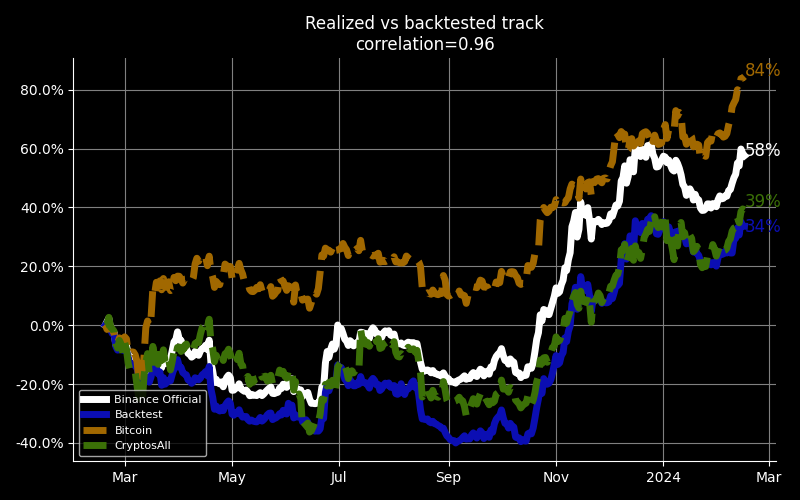 Realized vs backtested track
correlation=0.96
80.0%
60.0%
40.0%
20.0%
0.0%
-20.0%
-40.0%
84%
58%
39%
34%
Binance Official
Backtest
Bitcoin
CryptosAll
Mar May Jul Sep Nov 2024 Mar